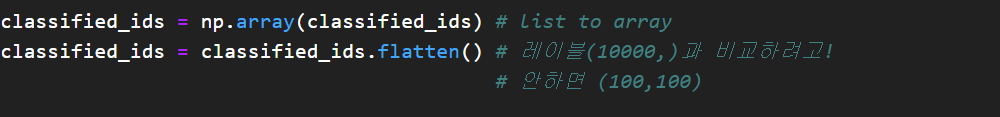 classified_ids = np.array(classified_ids) # list to array
classified_ids = classified_ids.flatten() # 레이블(10000,)과 비교하려고!
# 안하면 (100,100)